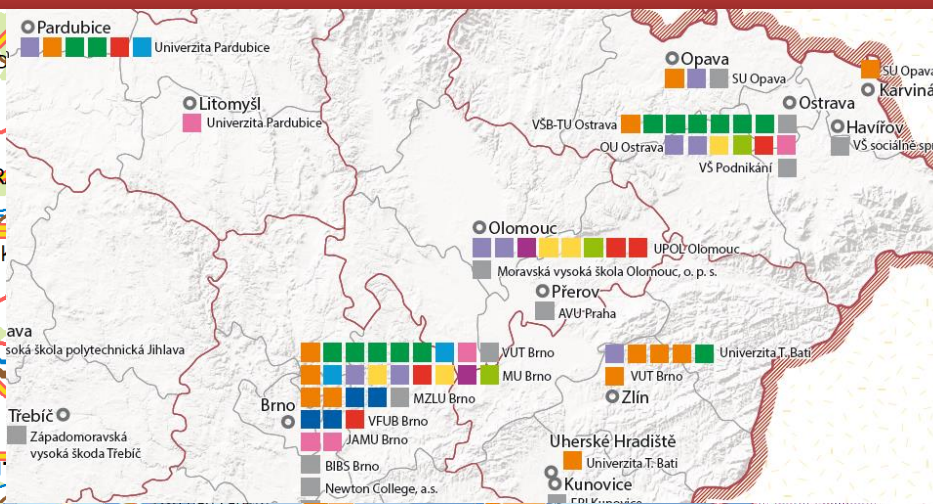 Pardubice
Univerzita Pardubice
Litomyšl
Univerzita Pardubice
Opava
SU Opava
SU Opava
Karviná
Ostrava
VŠB-TU Ostrava
Havířov
VŠ sociálně spr
OU Ostrava
VŠ Podnikání
Olomouc
UPOL Olomouc
Moravská vysoká škola Olomouc, o. p. s.
Přerov
AVU Praha
ava
soká škola polytechnická Jihlava
VUT Brno
MU Brno
MZLU Brno
Brno
VFUB Brno
JAMU Brno
BIBS Brno
Newton College, a.s.
Univerzita T. Bati
VUT Brno
Zlín
Třebíč
Západomoravská
vysoká škoda Třebíč
Uherské Hradiště
Univerzita T. Bati
Kunovice
EPI Kunovice